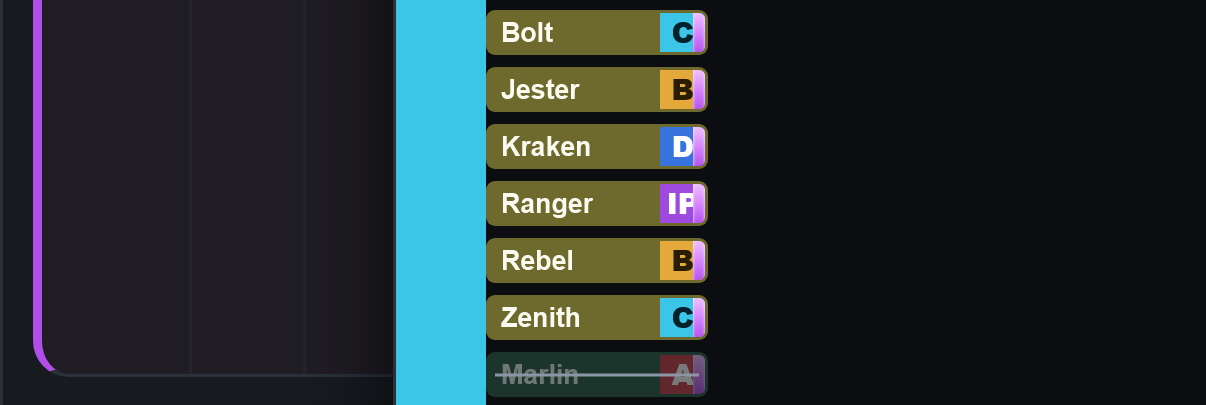 Bolt C
Jester B
Kraken D
Ranger IP
Rebel B
Zenith C
Marlin A